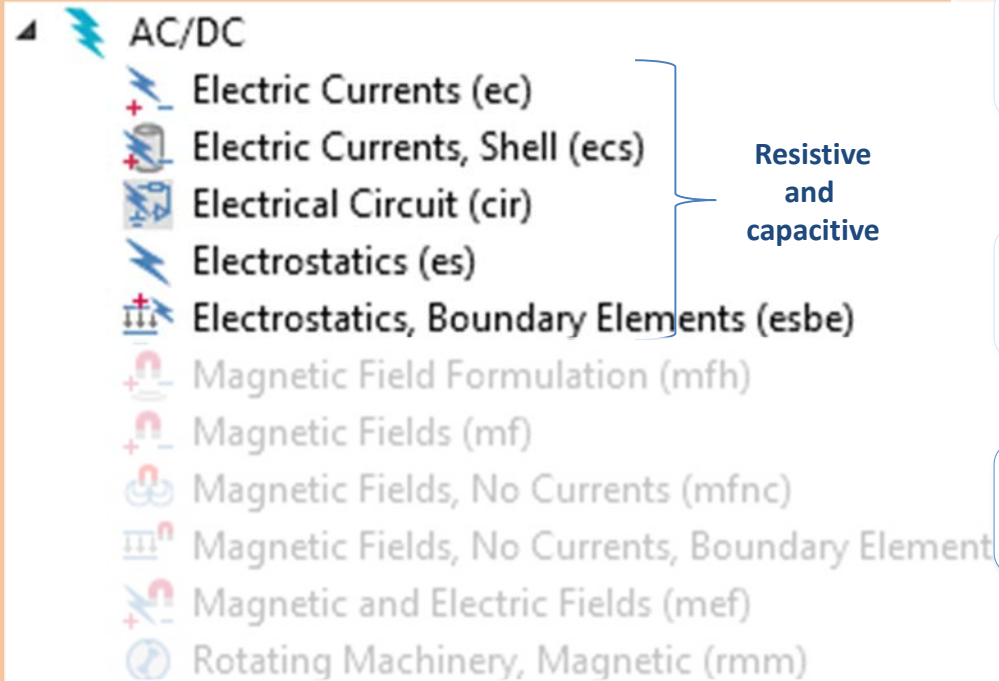 AC/DC
Electric Currents (ec)
Electric Currents, Shell (ecs)
Electrical Circuit (cir)
Electrostatics (es)
Electrostatics, Boundary Elements (esbe)
Magnetic Field Formulation (mfh)
Magnetic Fields (mf)
Magnetic Fields, No Currents (mfnc)
Magnetic Fields, No Currents, Boundary Element
Magnetic and Electric Fields (mef)
Rotating Machinery, Magnetic (rmm)
Resistive
and
capacitive